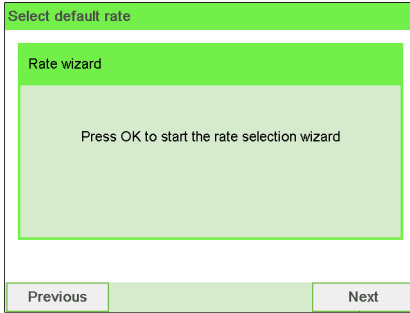 Select default rate
Rate wizard
Press OK to start the rate selection wizard
Previous
Next